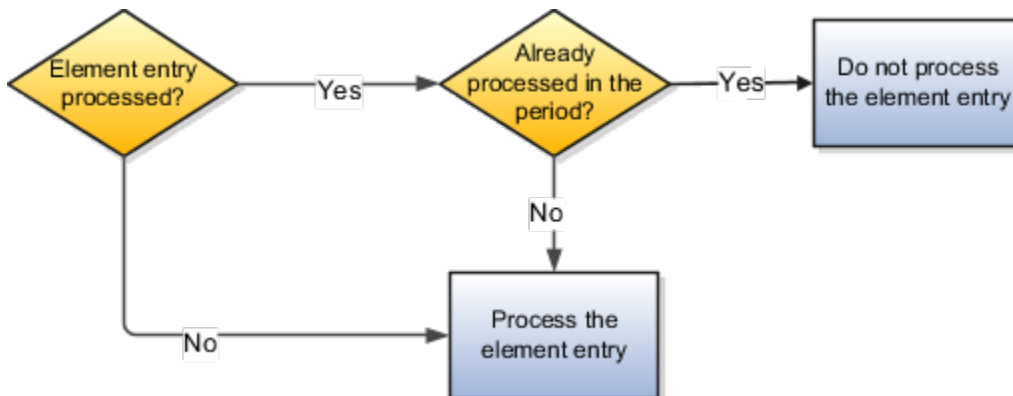 Element entry
processed?
Yes
Already
processed in the
period?
Yes
Do not process
the element entry
No
No
Process the
element entry